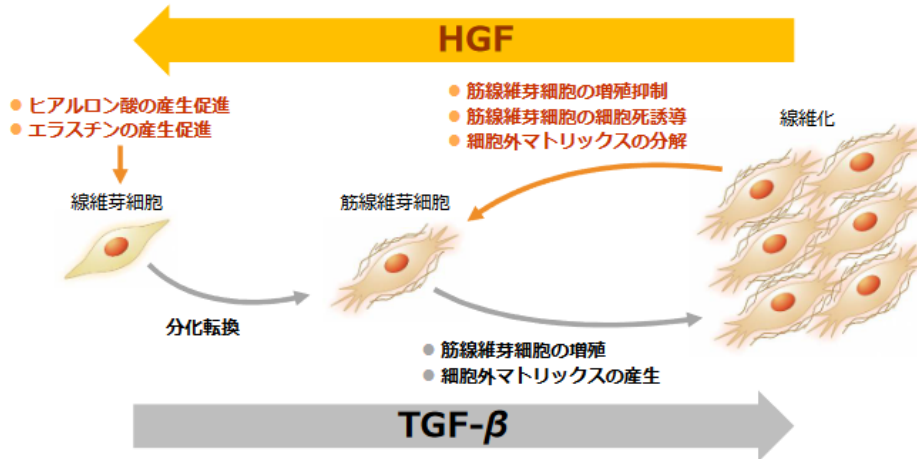 HGF
ヒアルロン酸の産生促進
エラスチンの産生促進
筋線維芽細胞の増殖抑制
筋線維芽細胞の細胞死誘導
細胞外マトリックスの分解
線維化
線維芽細胞
筋線維芽細胞
分化転換
筋線維芽細胞の増殖
細胞外マトリックスの産生
TGF-β